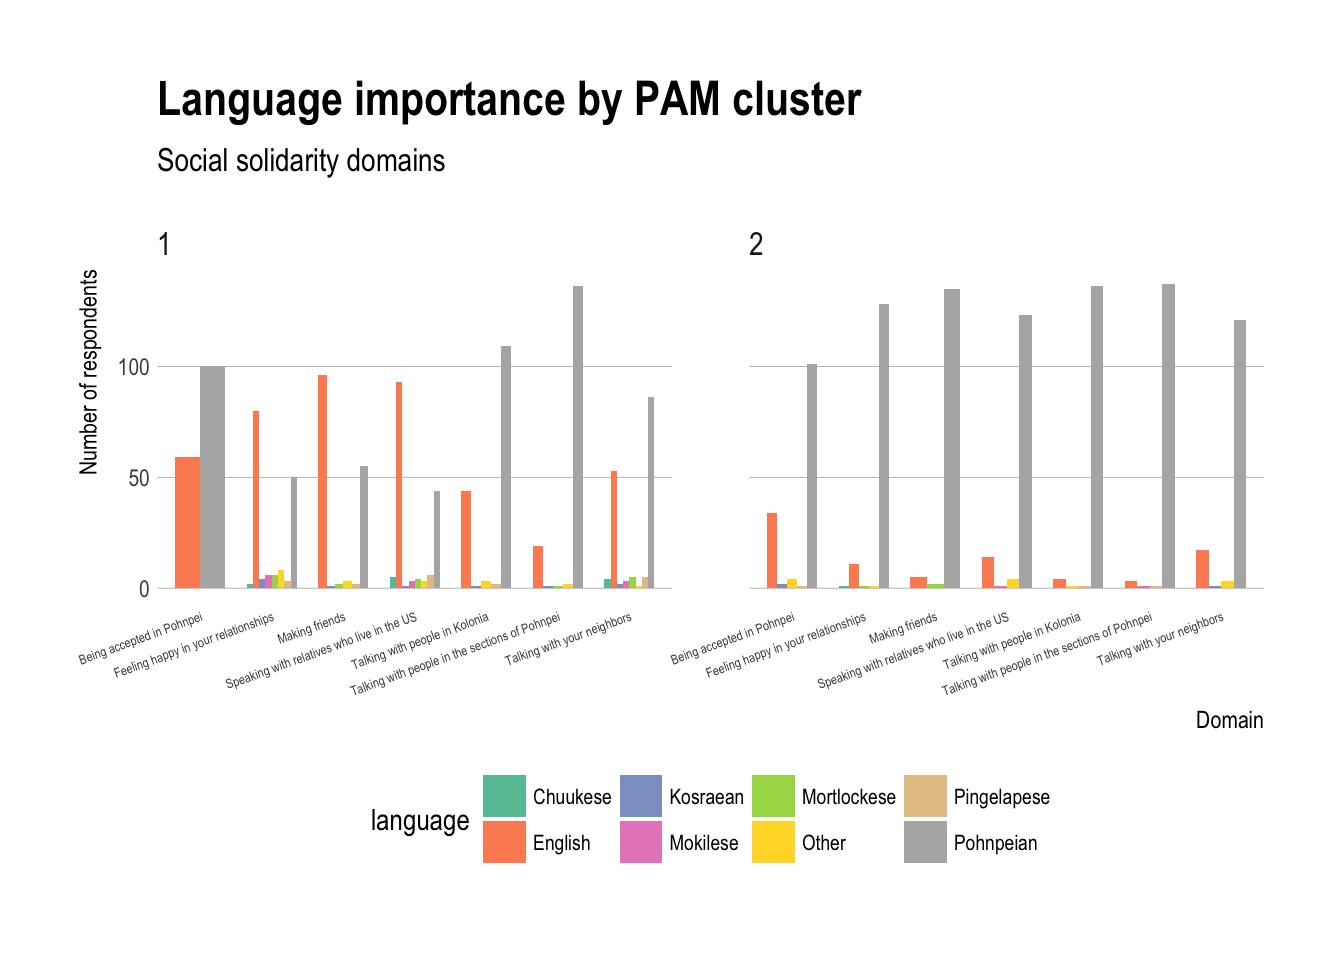 Language importance by PAM cluster
Social solidarity domains
1
2
Number of respondents
100
50
0
Being accepted in Pohnpei
Feeling happy in your relationships
Making friends
Speaking with relatives who live in the US
Talking with people in Kolonia
Talking with people in the sections of Pohnpei
Talking with your neighbors
Being accepted in Pohnpei
Feeling happy in your relationships
Making friends
Speaking with relatives who live in the US
Talking with people in Kolonia
Talking with people in the sections of Pohnpei
Talking with your neighbors
Domain
language
Chuukese
Kosraean
Mortlockese
Pingelapese
English
Mokilese
Other
Pohnpeian